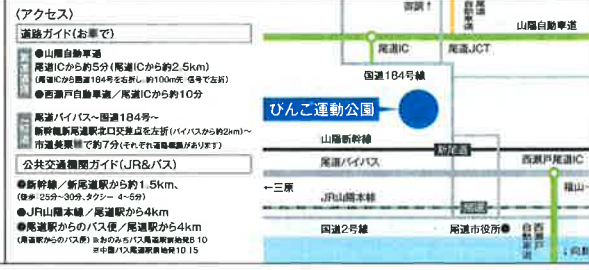 〈アクセス〉
道路ガイド(お車で)
●山陽自動車道
尾道ICから約5分(尾道ICから約2.5km)
(尾道ICから国道184号を右折し、約100m先 信号で左折)
●西瀬戸自動車道／尾道ICから約10分
尾道バイパス〜国道184号〜
新幹線新尾道駅北口交差点を左折(バイパスから約2km)〜
市道美栗線で約7分(それぞれ道路標識があります)
公共交通機関ガイド(JR&バス)
●新幹線／新尾道駅から約1.5km、
(徒歩 25分〜30分、タクシー 4〜5分)
●JR山陽本線／尾道駅から4km
●尾道駅からのバス便／尾道駅から4km
(尾道駅からのバス便)※おのみちバス尾道駅前始発8:10
※中国バス尾道駅前始発10:15
御調↑
山陽自動車道
尾道IC
尾道JCT
国道184号線
びんご運動公園
山陽新幹線
新尾道
尾道バイパス
西瀬戸尾道IC
←三原
福山→
JR山陽本線
尾道
国道2号線
尾道市役所●
西瀬戸自動車道